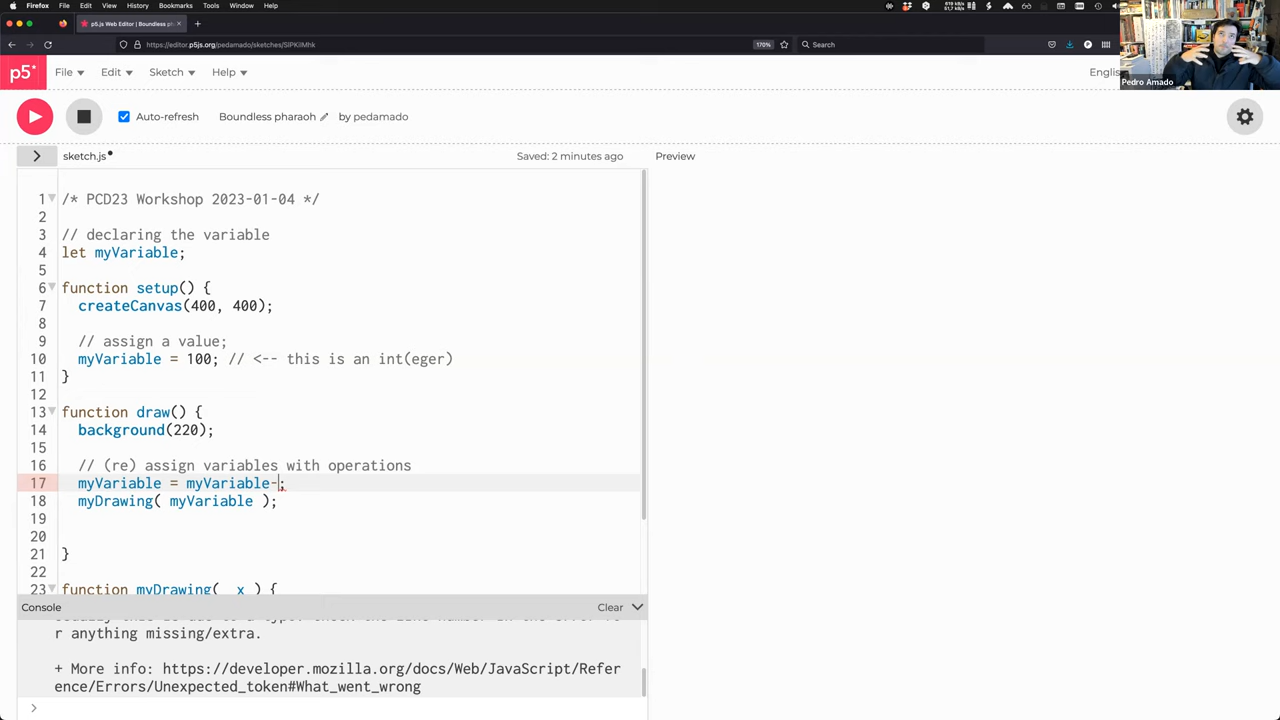 Firefox File Edit View History Bookmarks Tools Window Help
p5.js Web Editor | Boundless ph
https://editor.p5js.org/pedamado/sketches/SlPKilMhk 170% Search
Pedro Amado
p5* File Edit Sketch Help Englis
Auto-refresh Boundless pharaoh by pedamado
sketch.js Saved: 2 minutes ago Preview
1 /* PCD23 Workshop 2023-01-04 */
2
3 // declaring the variable
4 let myVariable;
5
6 function setup() {
7 createCanvas(400, 400);
8
9 // assign a value;
10 myVariable = 100; // <-- this is an int(eger)
11 }
12
13 function draw() {
14 background(220);
15
16 // (re) assign variables with operations
17 myVariable = myVariable-;
18 myDrawing( myVariable );
19
20
21 }
22
23 function myDrawing( _x ) {
Console Clear
r anything missing/extra.
+ More info: https://developer.mozilla.org/docs/Web/JavaScript/Refer
ence/Errors/Unexpected_token#What_went_wrong
>